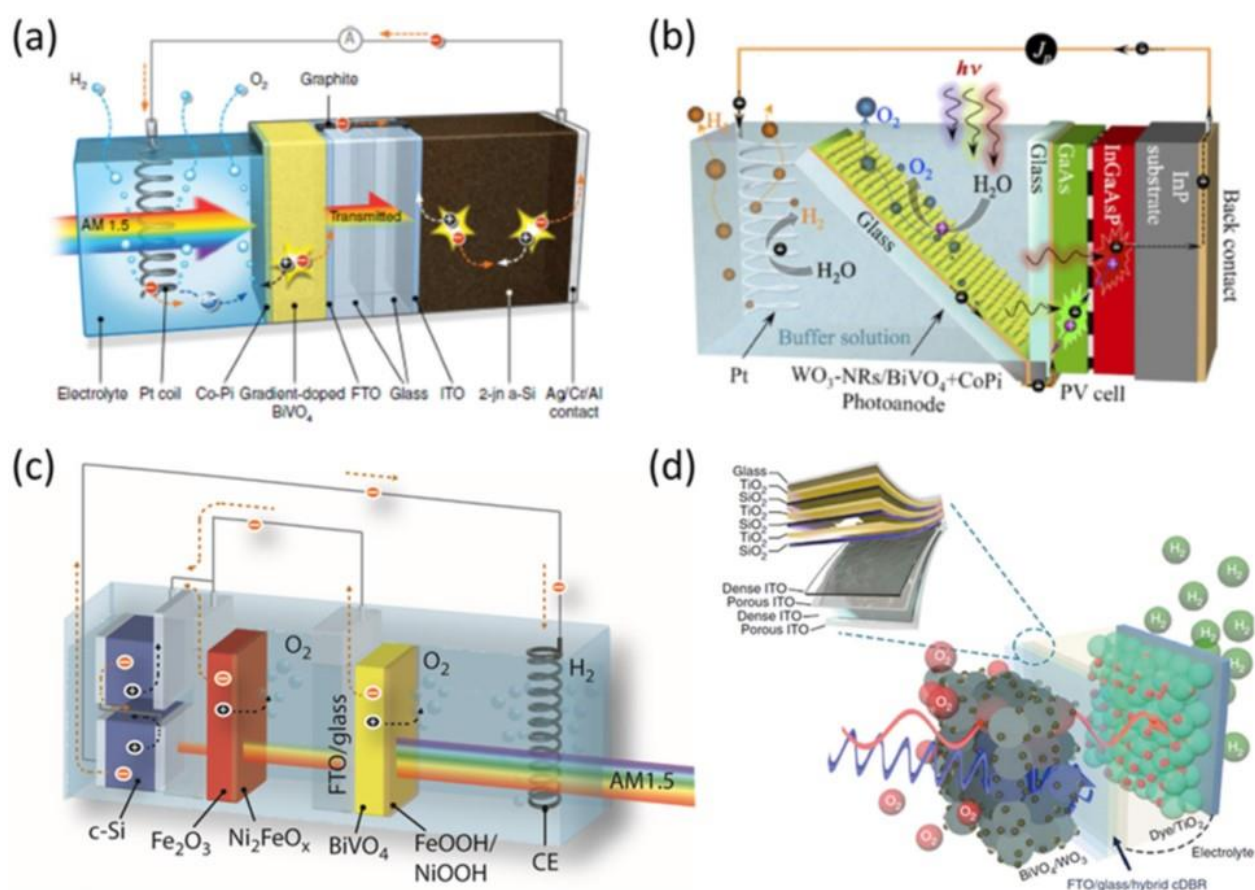 (a)
A
H2
O2
Graphite
AM 1.5
Transmitted
Electrolyte Pt coil Co-Pi Gradient-doped FTO Glass ITO 2-jn a-Si Ag/Cr/Al
BiVO4 contact
(b)
Jp
hν
H2
O2
O2
H2O
H2
H2O
Glass
Glass
GaAs
InGaAsP
InP
substrate
Back contact
Buffer solution
Pt
WO3-NRs/BiVO4+CoPi
Photoanode
PV cell
(c)
O2
O2
H2
FTO/glass
AM1.5
c-Si
Fe2O3
Ni2FeOx
BiVO4
FeOOH/
NiOOH
CE
(d)
Glass
TiO2
SiO2
TiO2
SiO2
TiO2
SiO2
Dense ITO
Porous ITO
Dense ITO
Porous ITO
H2
H2
H2
H2
H2
H2
H2
O2
O2
O2
O2
Dye/TiO2
Electrolyte
BiVO4/WO3
FTO/glass/hybrid cDBR